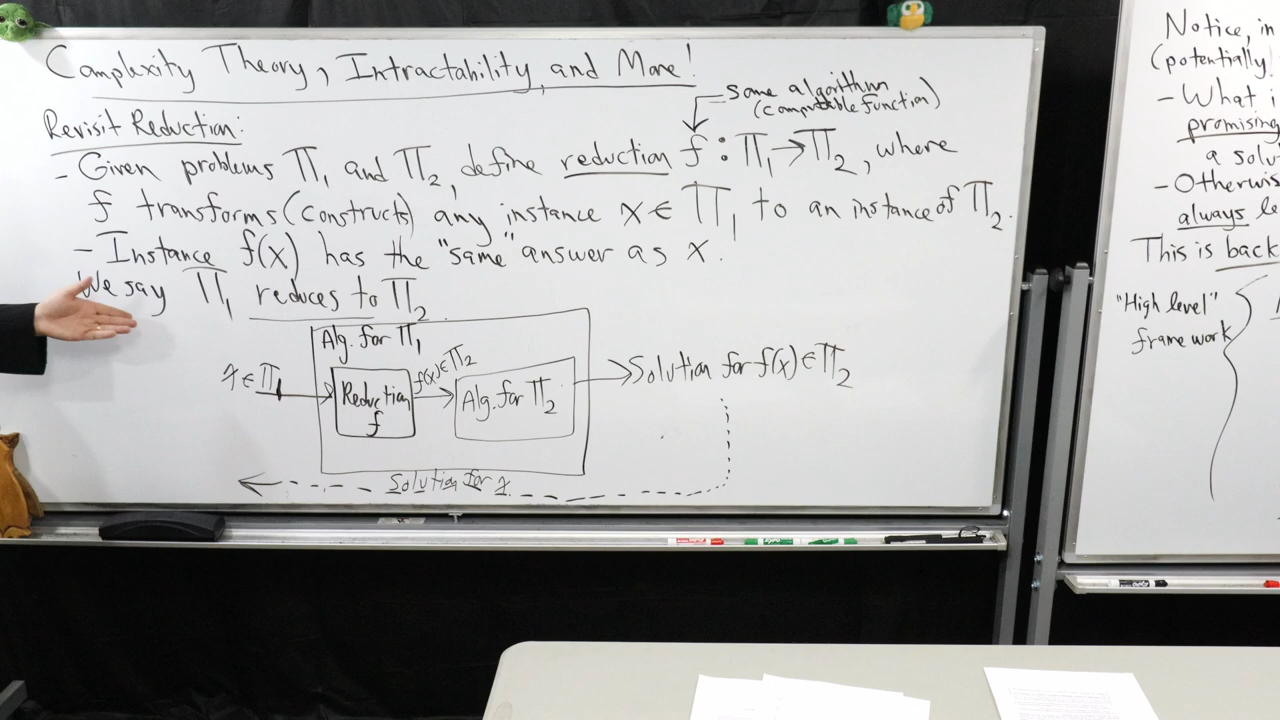 Complexity Theory, Intractability, and More!
some algorithm
(computable function)
Revisit Reduction:
- Given problems Π₁ and Π₂, define reduction f : Π₁ → Π₂, where
f transforms (constructs) any instance x ∈ Π₁ to an instance of Π₂.
- Instance f(x) has the "same" answer as x.
We say Π₁ reduces to Π₂.
Alg. for Π₁
x ∈ Π₁
Reduction
f
f(x) ∈ Π₂
Alg. for Π₂
Solution for f(x) ∈ Π₂
Solution for x
Notice, in
(potentially!
- What i
promising
a solu
- Otherwis
always le
This is back
"High level"
framework